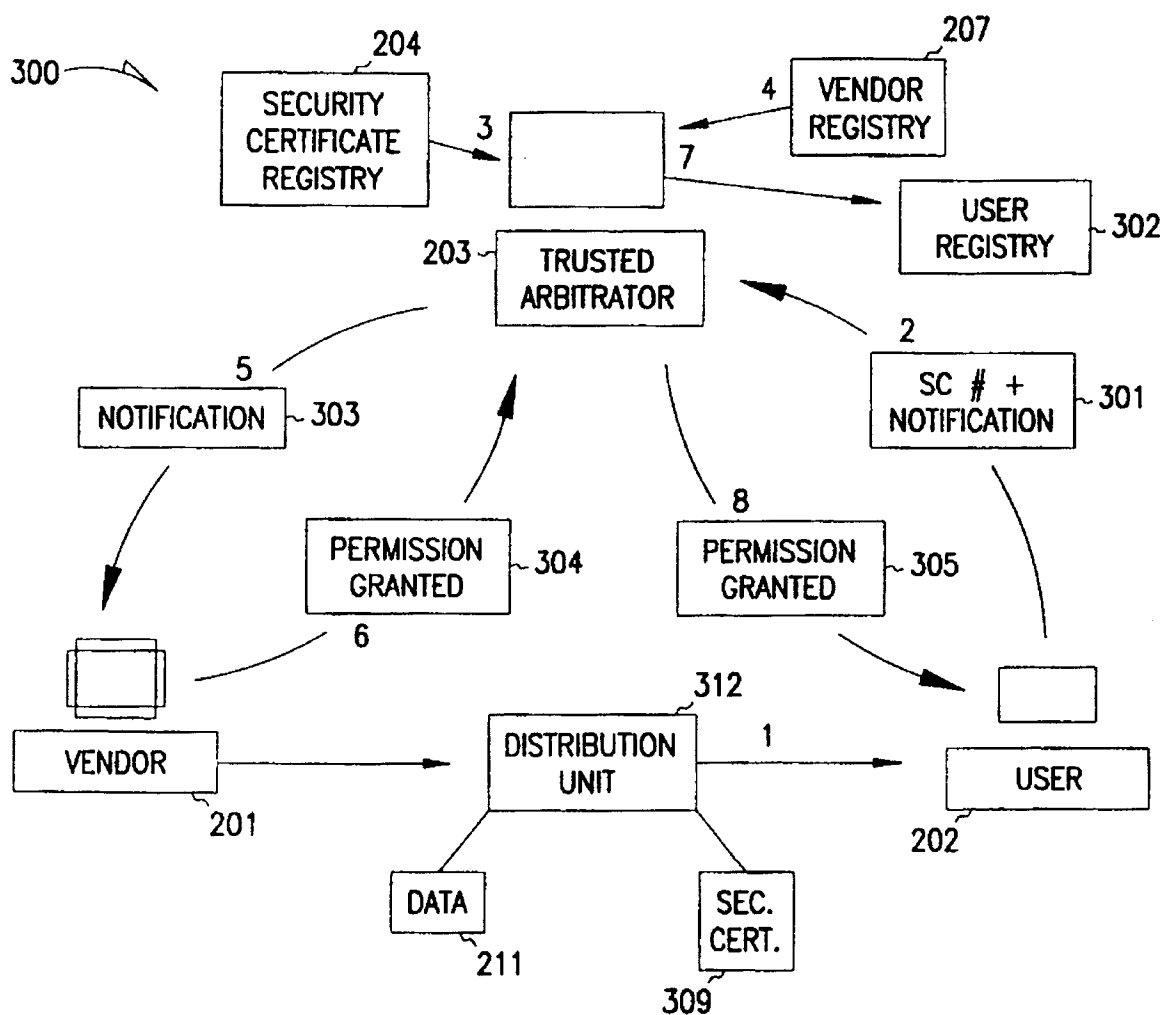 300
204
SECURITY
CERTIFICATE
REGISTRY
3
4
207
VENDOR
REGISTRY
7
USER
REGISTRY
302
203
TRUSTED
ARBITRATOR
2
SC # +
NOTIFICATION
301
5
NOTIFICATION
303
PERMISSION
GRANTED
304
6
8
PERMISSION
GRANTED
305
VENDOR
201
312
DISTRIBUTION
UNIT
1
USER
202
DATA
211
SEC.
CERT.
309